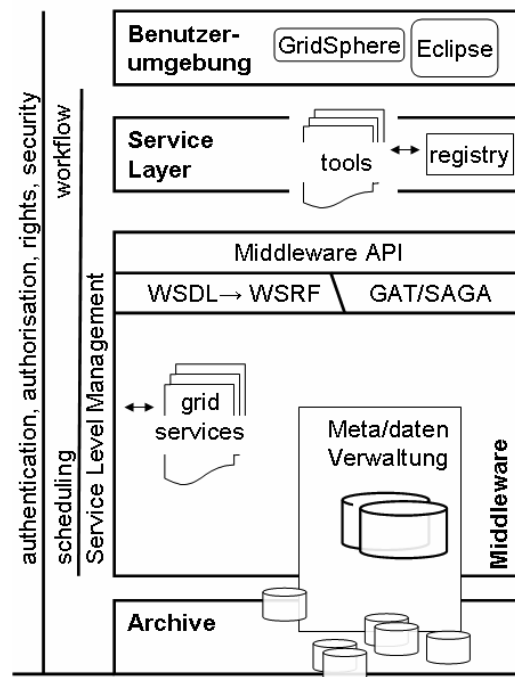 Benutzer-
umgebung
GridSphere
Eclipse
Service
Layer
tools
registry
Middleware API
WSDL→ WSRF
GAT/SAGA
grid
services
Meta/daten
Verwaltung
Middleware
Archive
authentication, authorisation, rights, security
scheduling
workflow
Service Level Management